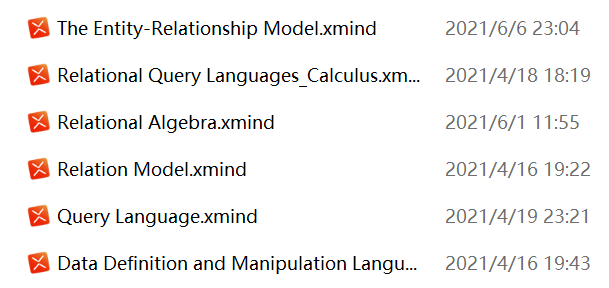 The Entity-Relationship Model.xmind 2021/6/6 23:04
Relational Query Languages_Calculus.xm... 2021/4/18 18:19
Relational Algebra.xmind 2021/6/1 11:55
Relation Model.xmind 2021/4/16 19:22
Query Language.xmind 2021/4/19 23:21
Data Definition and Manipulation Langu... 2021/4/16 19:43